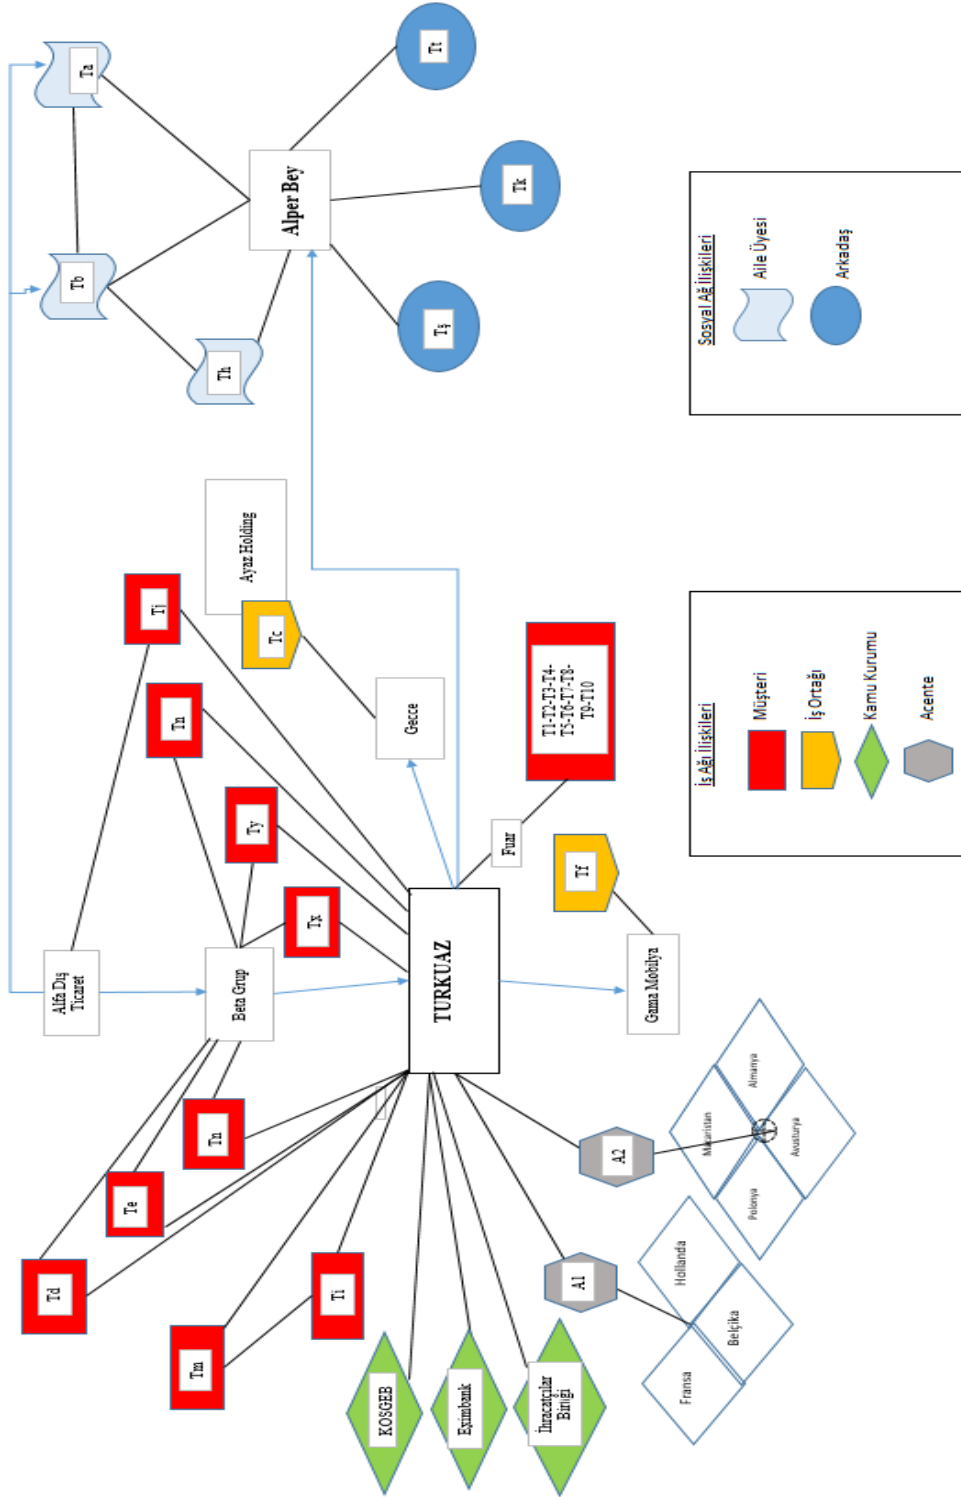 Td
Te
Tn
Tm
Ti
KOSGEB
Eximbank
İhracatçılar
Birliği
A1
A2
Fransa
Hollanda
Belçika
Polonya
Macaristan
Almanya
Avusturya
Alfa Dış
Ticaret
Beta Grup
TURKUAZ
Gama Mobilya
Tx
Ty
Tn
Tj
Tf
Fuar
T1-T2-T3-T4-
T5-T6-T7-T8-
T9-T10
Gecce
Tc
Ayaz Holding
Th
Tb
Ta
Alper Bey
Tş
Tk
Tt
İş Ağı İlişkileri
Müşteri
İş Ortağı
Kamu Kurumu
Acente
Sosyal Ağ İlişkileri
Aile Üyesi
Arkadaş